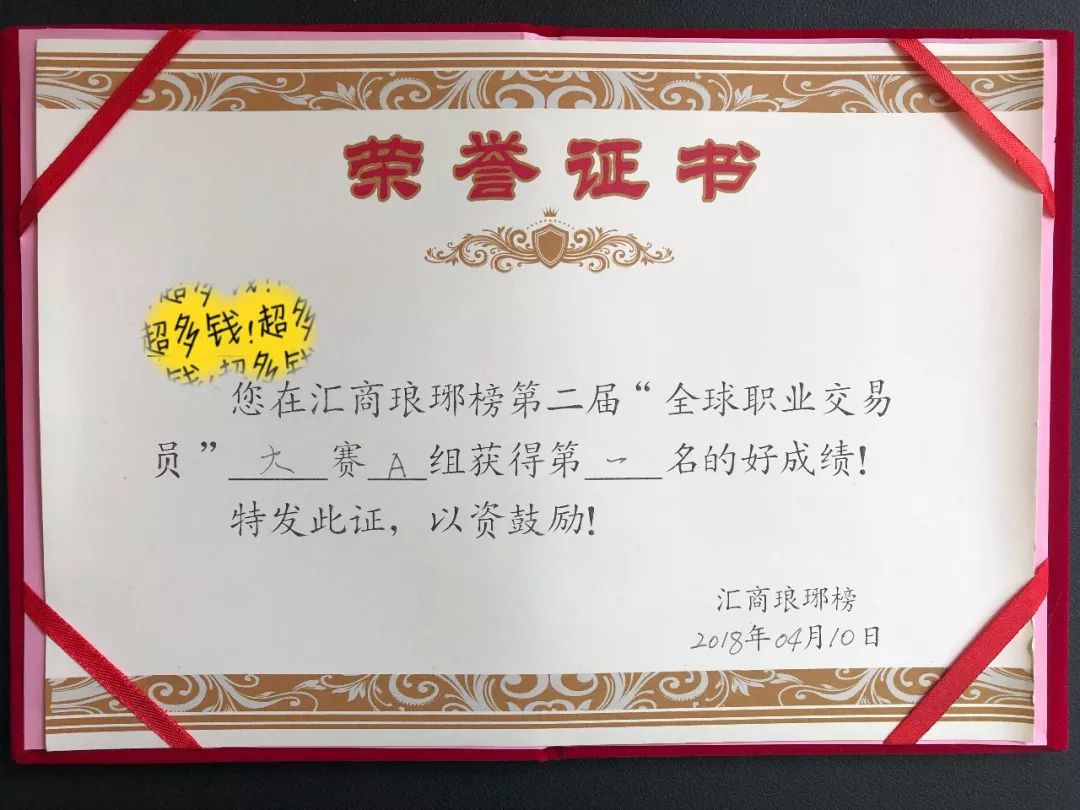 荣誉证书
超多钱!超多
您在汇商琅琊榜第二届“全球职业交易
员”大赛A组获得第一名的好成绩!
特发此证，以资鼓励!
汇商琅琊榜
2018年04月10日